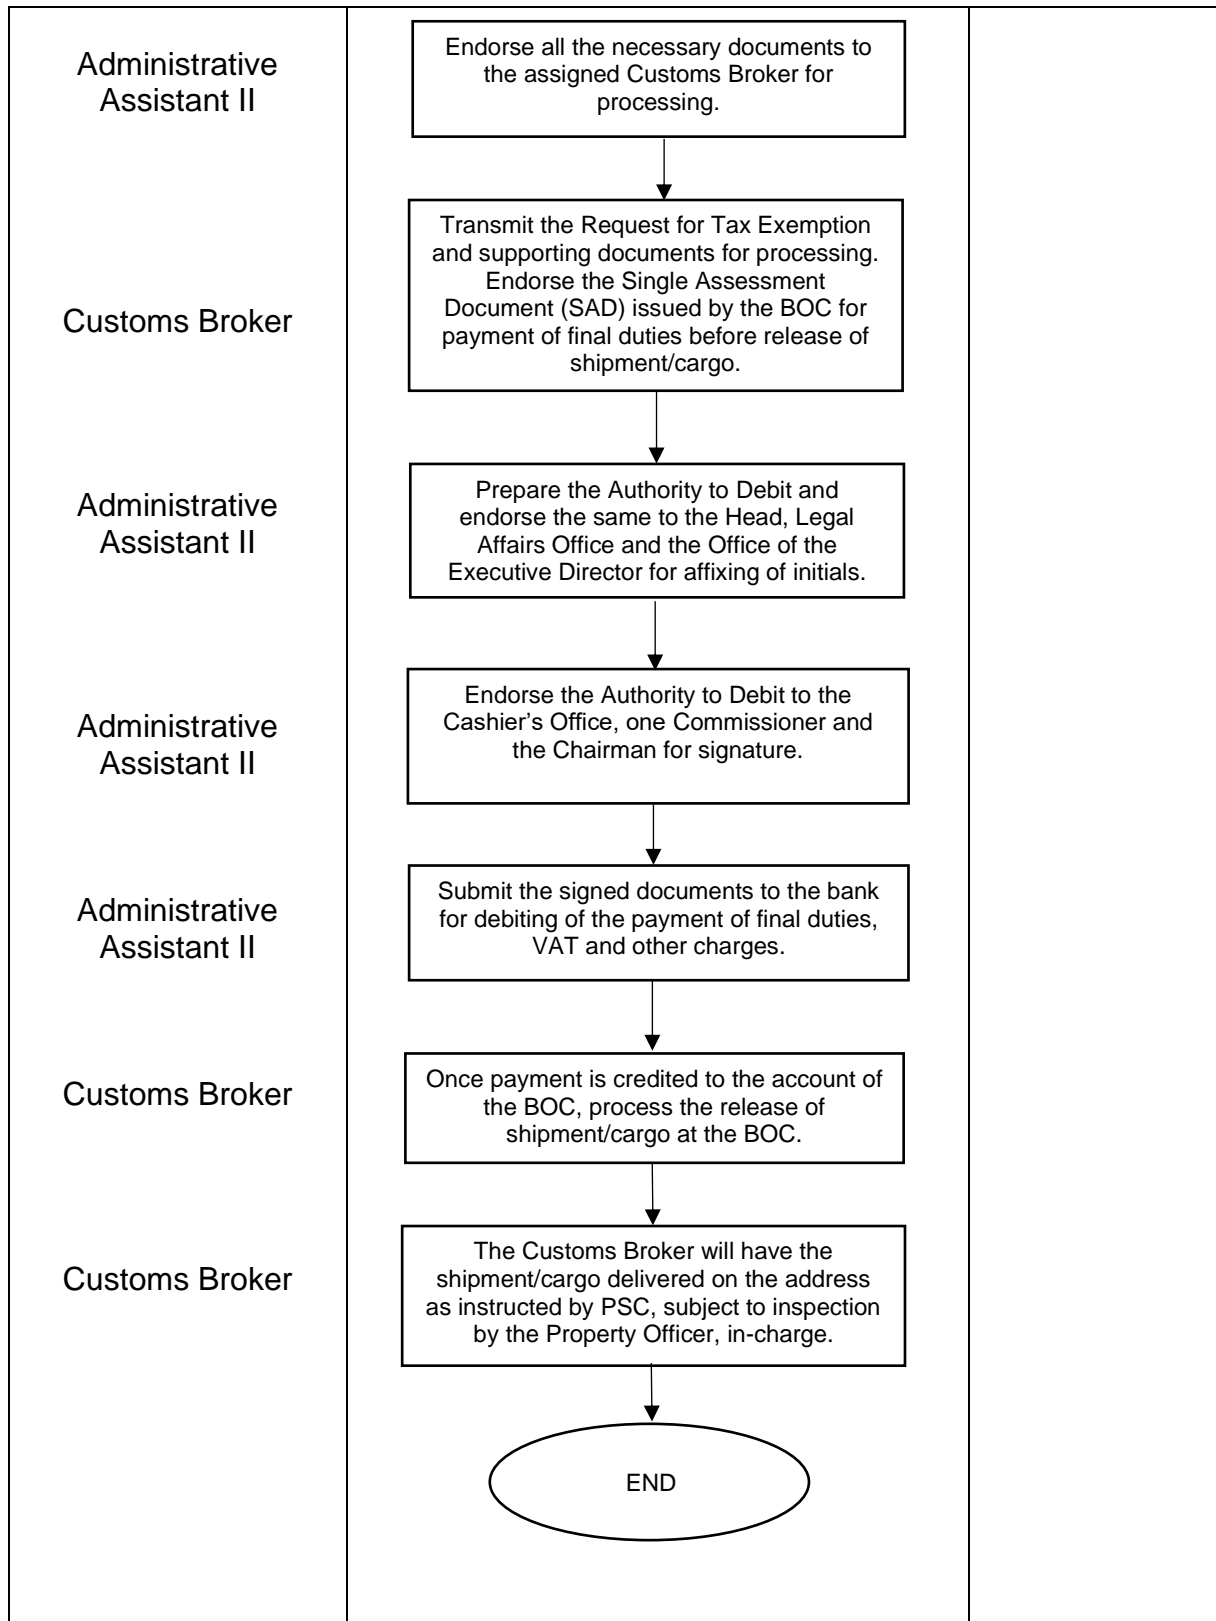 Administrative
Assistant II
Endorse all the necessary documents to
the assigned Customs Broker for
processing.
Customs Broker
Transmit the Request for Tax Exemption
and supporting documents for processing.
Endorse the Single Assessment
Document (SAD) issued by the BOC for
payment of final duties before release of
shipment/cargo.
Administrative
Assistant II
Prepare the Authority to Debit and
endorse the same to the Head, Legal
Affairs Office and the Office of the
Executive Director for affixing of initials.
Administrative
Assistant II
Endorse the Authority to Debit to the
Cashier’s Office, one Commissioner and
the Chairman for signature.
Administrative
Assistant II
Submit the signed documents to the bank
for debiting of the payment of final duties,
VAT and other charges.
Customs Broker
Once payment is credited to the account of
the BOC, process the release of
shipment/cargo at the BOC.
Customs Broker
The Customs Broker will have the
shipment/cargo delivered on the address
as instructed by PSC, subject to inspection
by the Property Officer, in-charge.
END